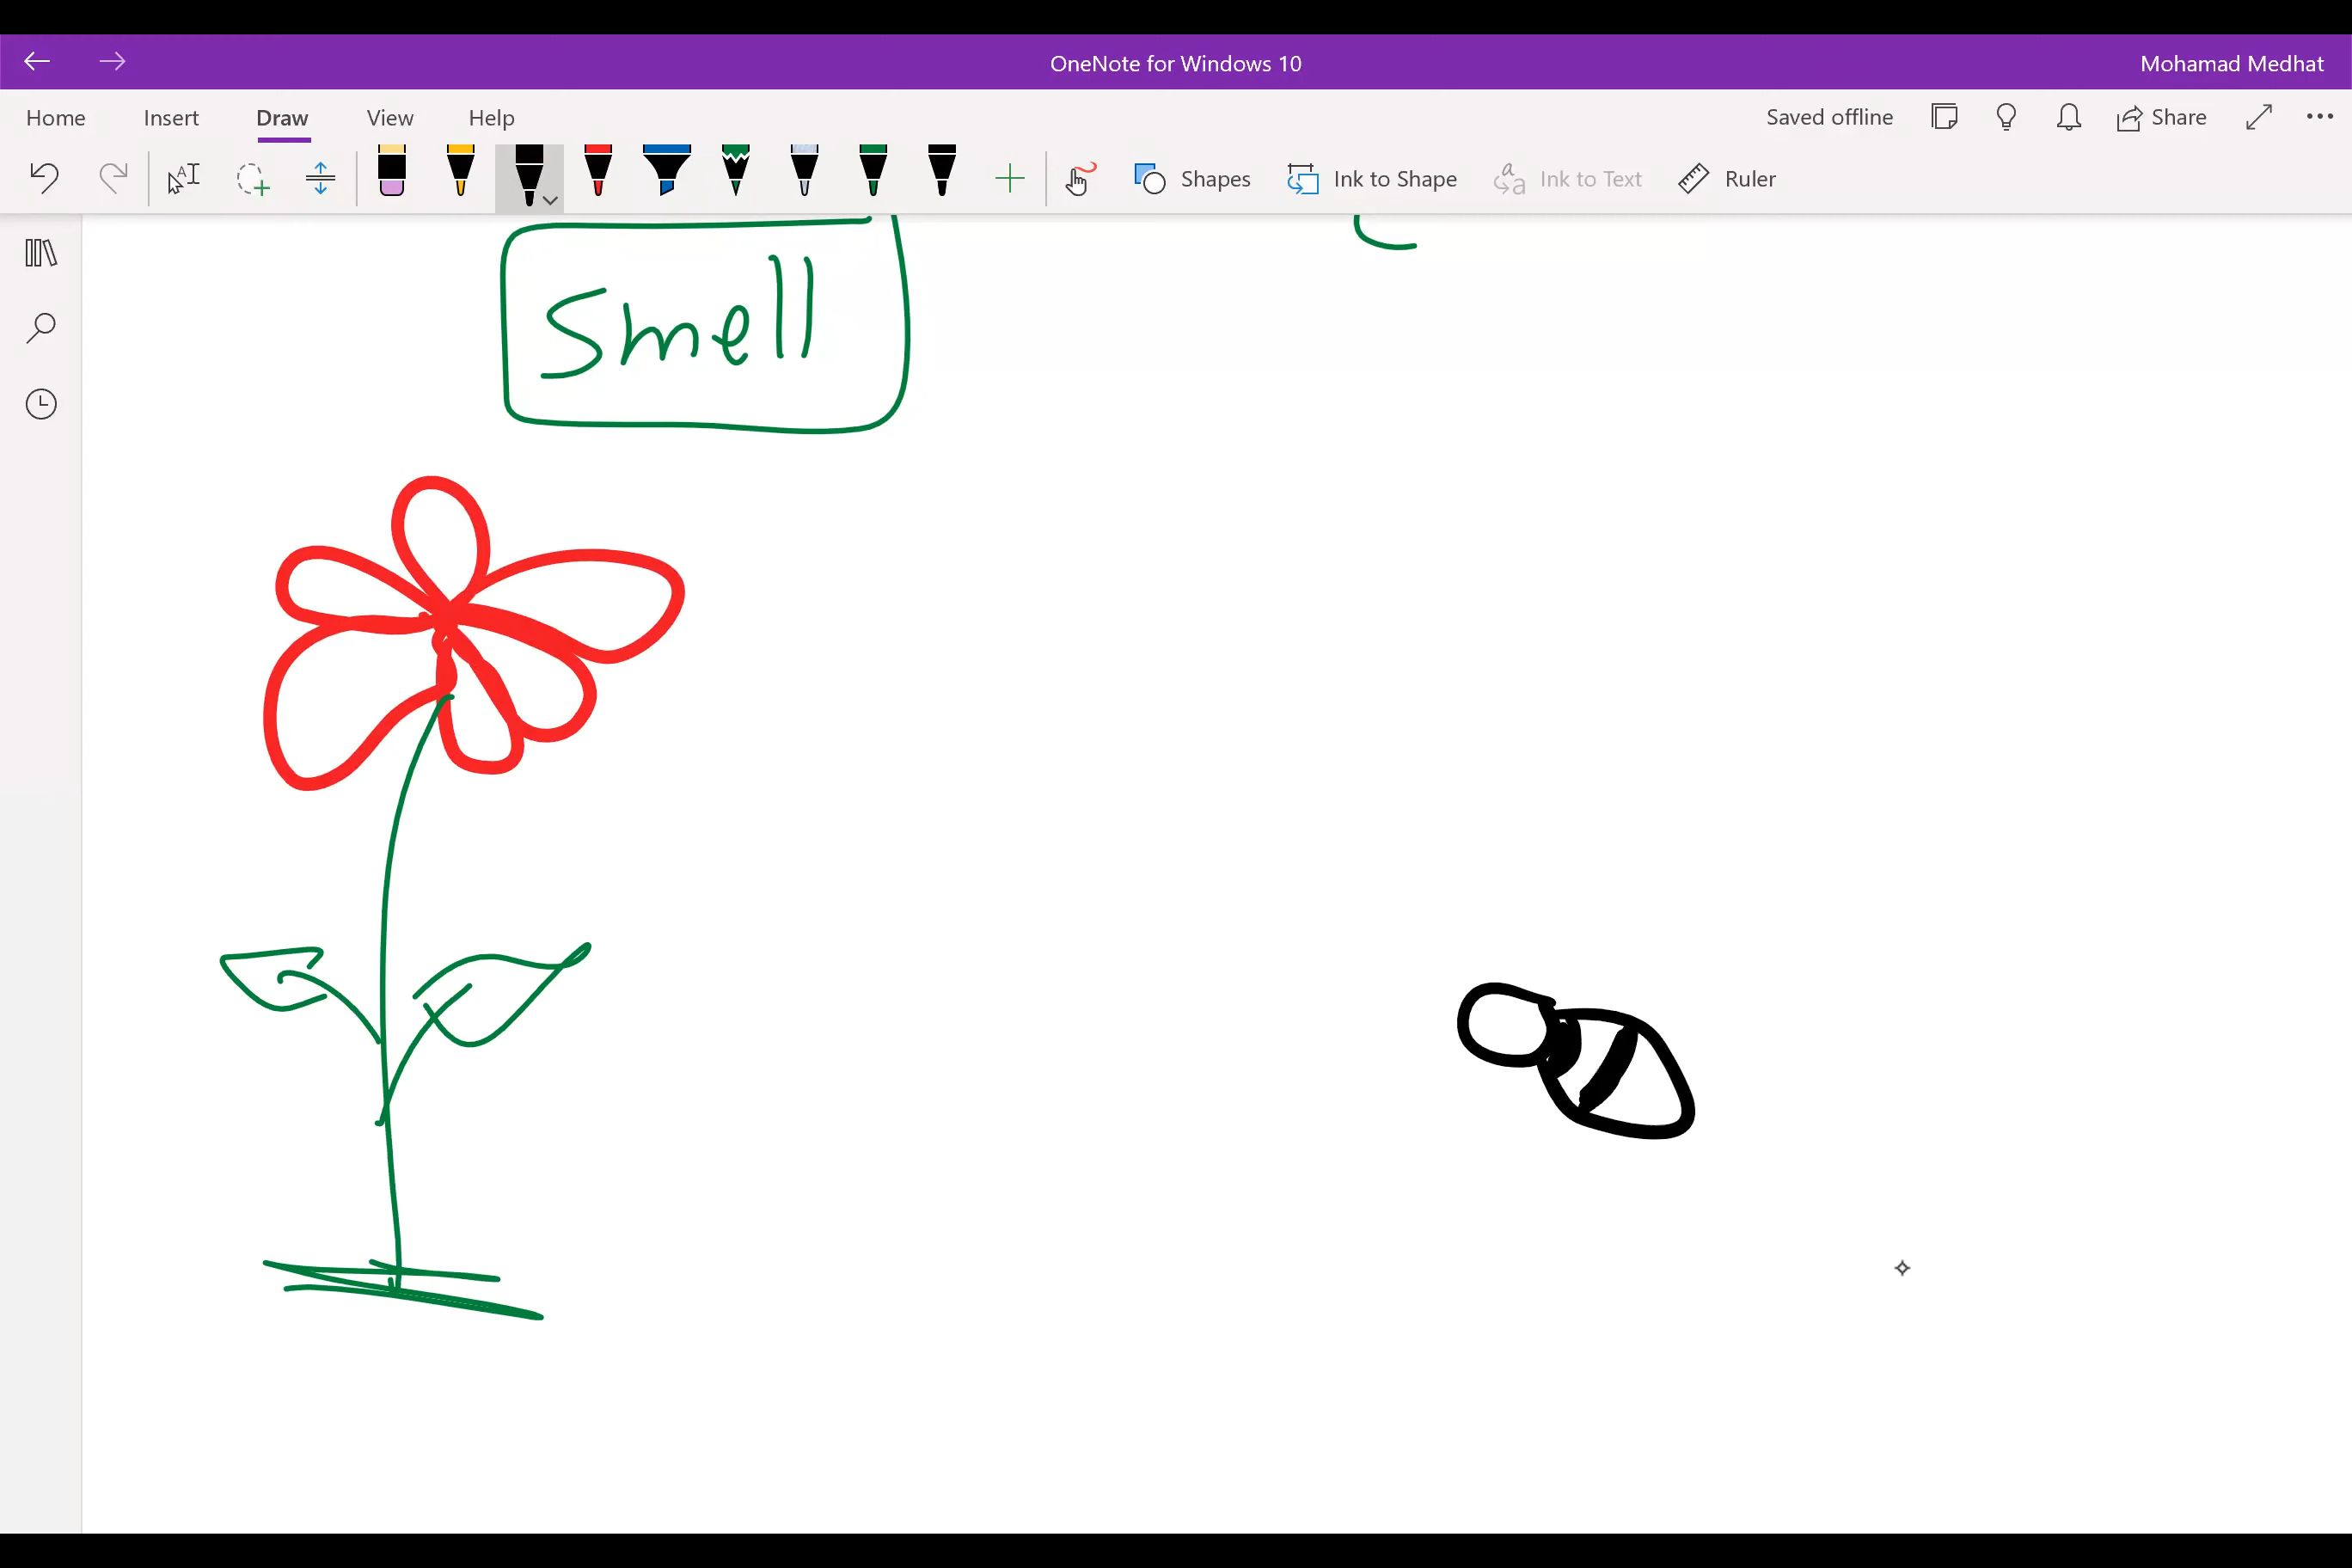 OneNote for Windows 10
Mohamad Medhat
Home Insert Draw View Help
Saved offline Share
Shapes Ink to Shape Ink to Text Ruler
Smell